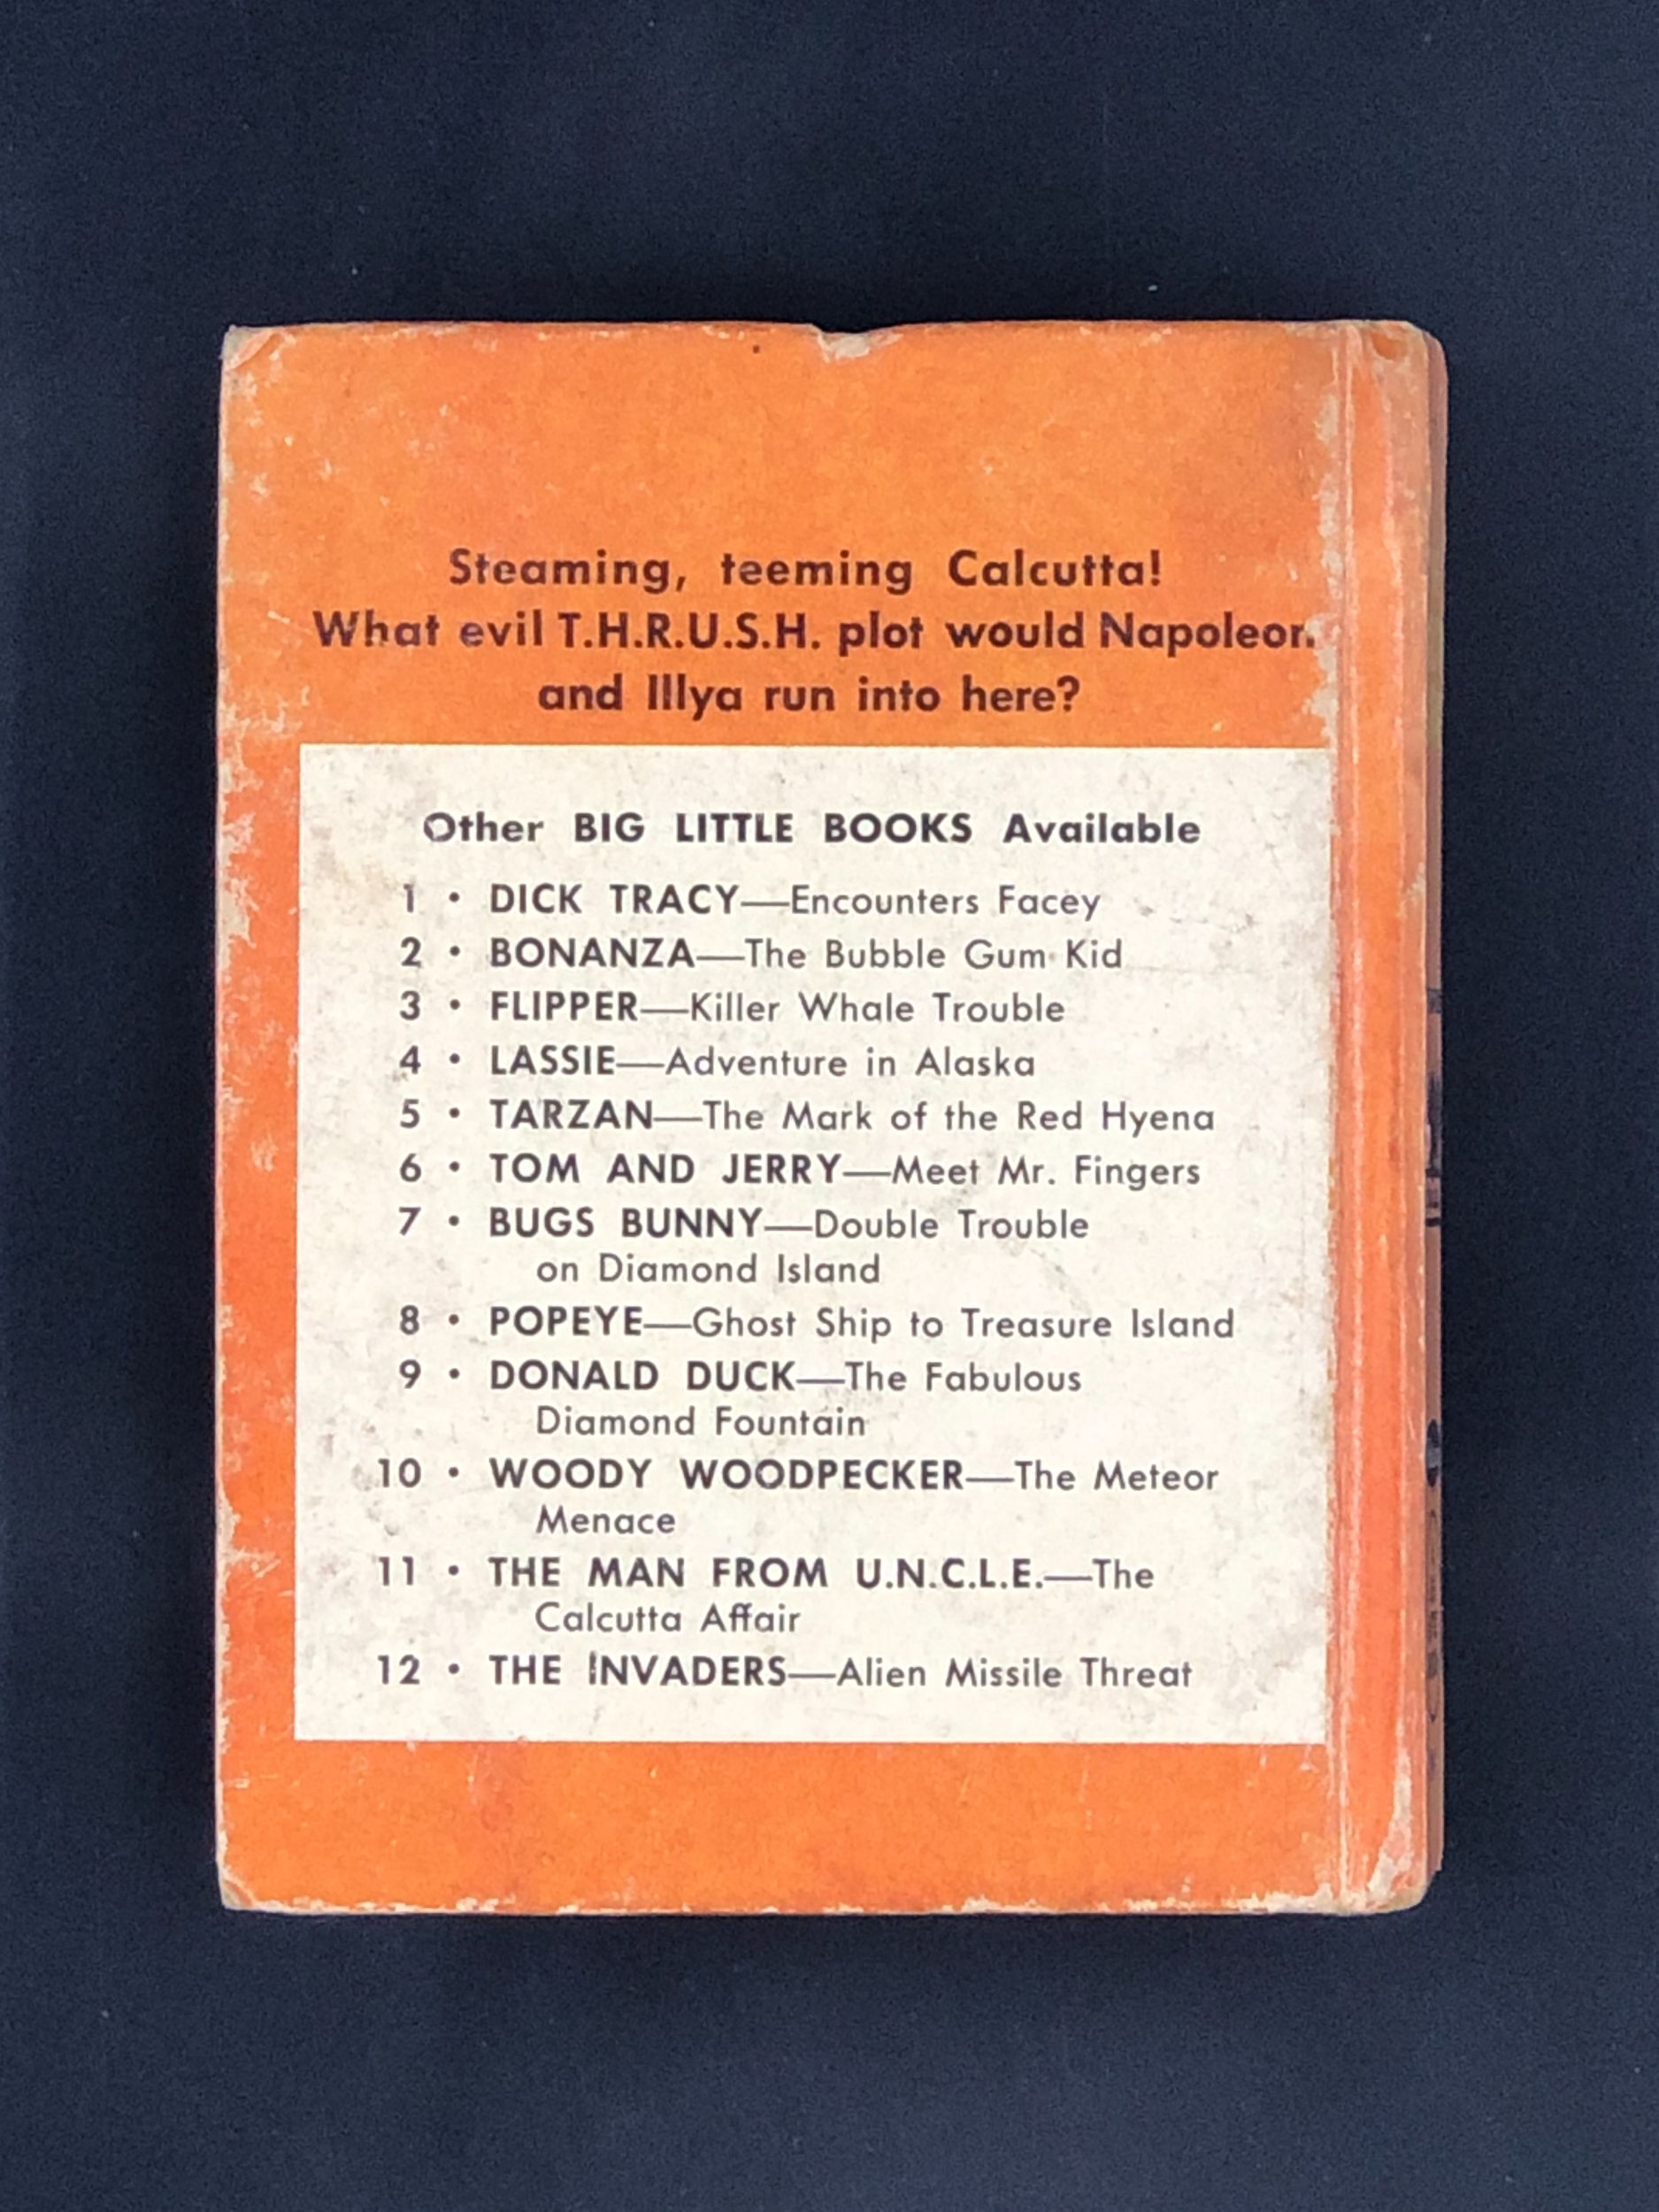 Steaming, teeming Calcutta!
What evil T.H.R.U.S.H. plot would Napoleon
and Illya run into here?
Other BIG LITTLE BOOKS Available
1 • DICK TRACY—Encounters Facey
2 • BONANZA—The Bubble Gum Kid
3 • FLIPPER—Killer Whale Trouble
4 • LASSIE—Adventure in Alaska
5 • TARZAN—The Mark of the Red Hyena
6 • TOM AND JERRY—Meet Mr. Fingers
7 • BUGS BUNNY—Double Trouble
on Diamond Island
8 • POPEYE—Ghost Ship to Treasure Island
9 • DONALD DUCK—The Fabulous
Diamond Fountain
10 • WOODY WOODPECKER—The Meteor
Menace
11 • THE MAN FROM U.N.C.L.E.—The
Calcutta Affair
12 • THE INVADERS—Alien Missile Threat